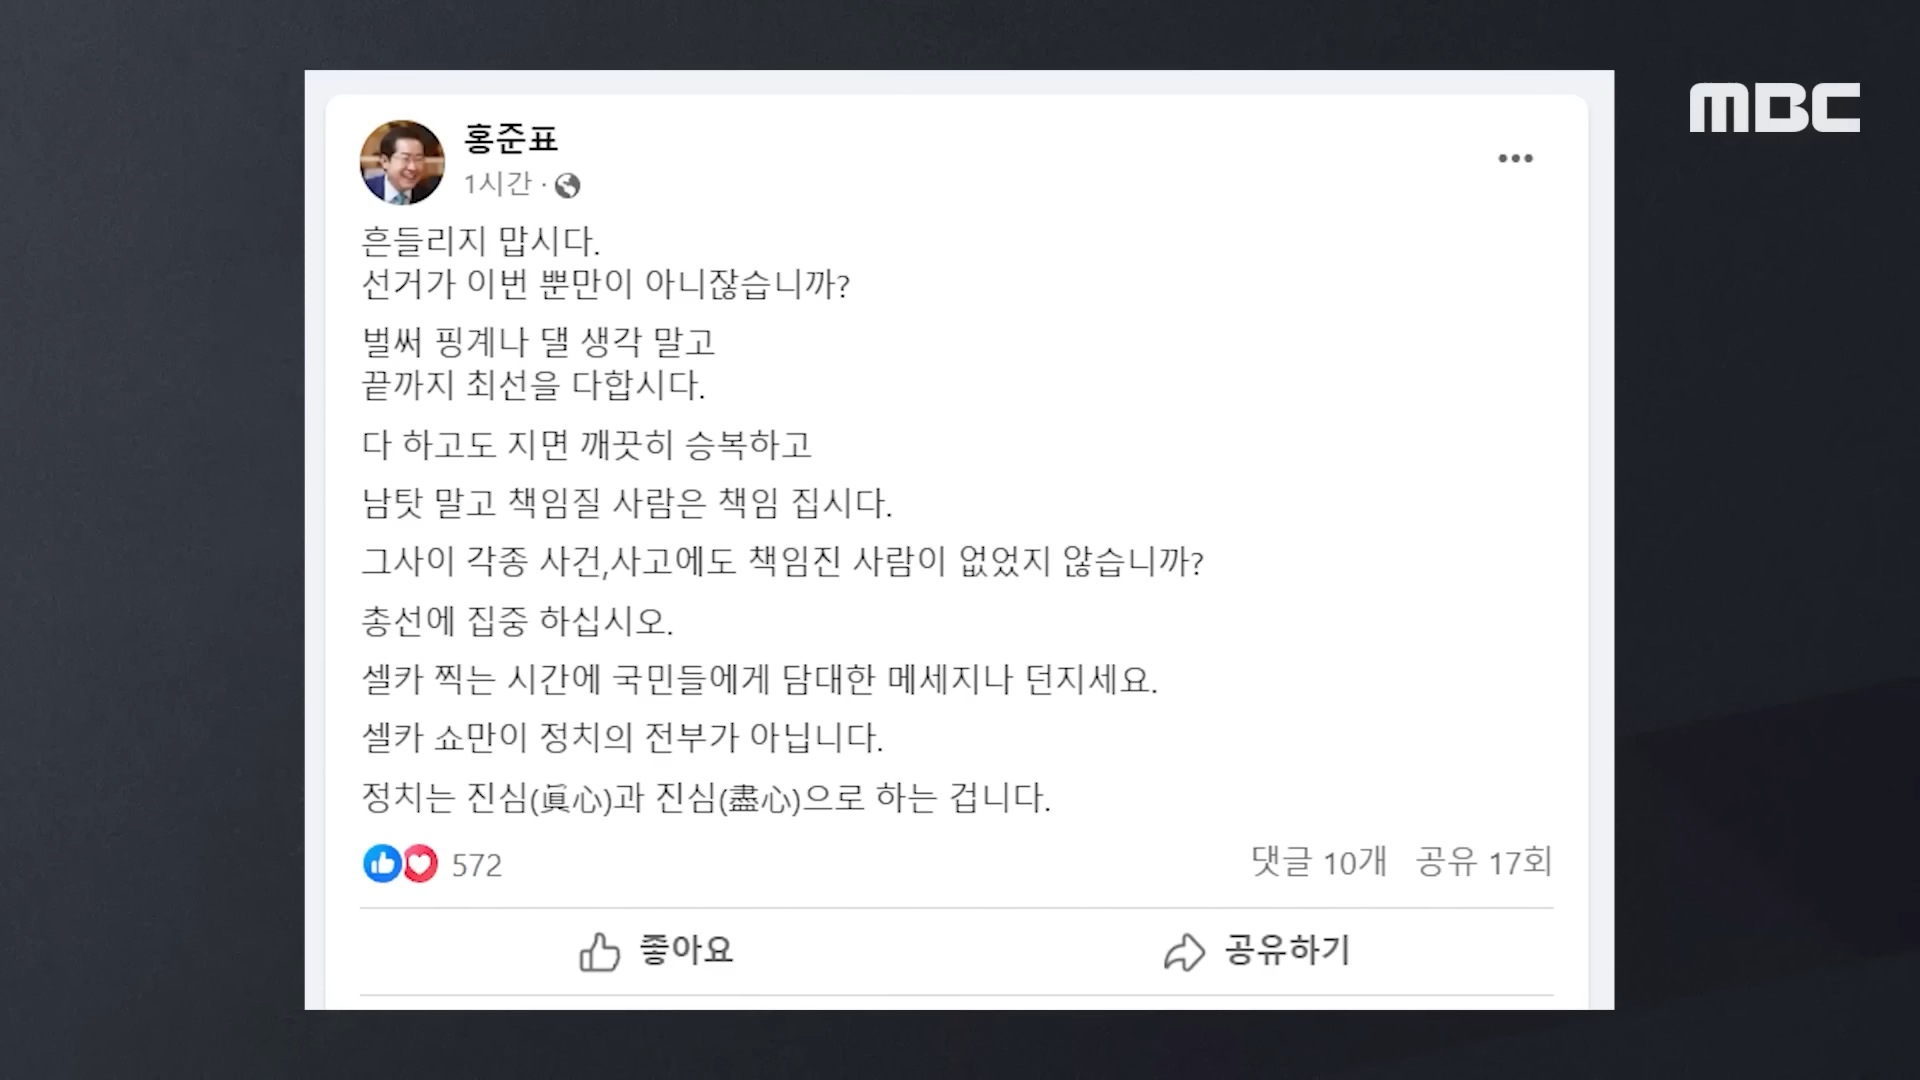 MBC
홍준표
1시간 ·
흔들리지 맙시다.
선거가 이번 뿐만이 아니잖습니까?
벌써 핑계나 댈 생각 말고
끝까지 최선을 다합시다.
다 하고도 지면 깨끗히 승복하고
남탓 말고 책임질 사람은 책임 집시다.
그사이 각종 사건,사고에도 책임진 사람이 없었지 않습니까?
총선에 집중 하십시오.
셀카 찍는 시간에 국민들에게 담대한 메세지나 던지세요.
셀카 쇼만이 정치의 전부가 아닙니다.
정치는 진심(眞心)과 진심(盡心)으로 하는 겁니다.
572 댓글 10개 공유 17회
좋아요 공유하기